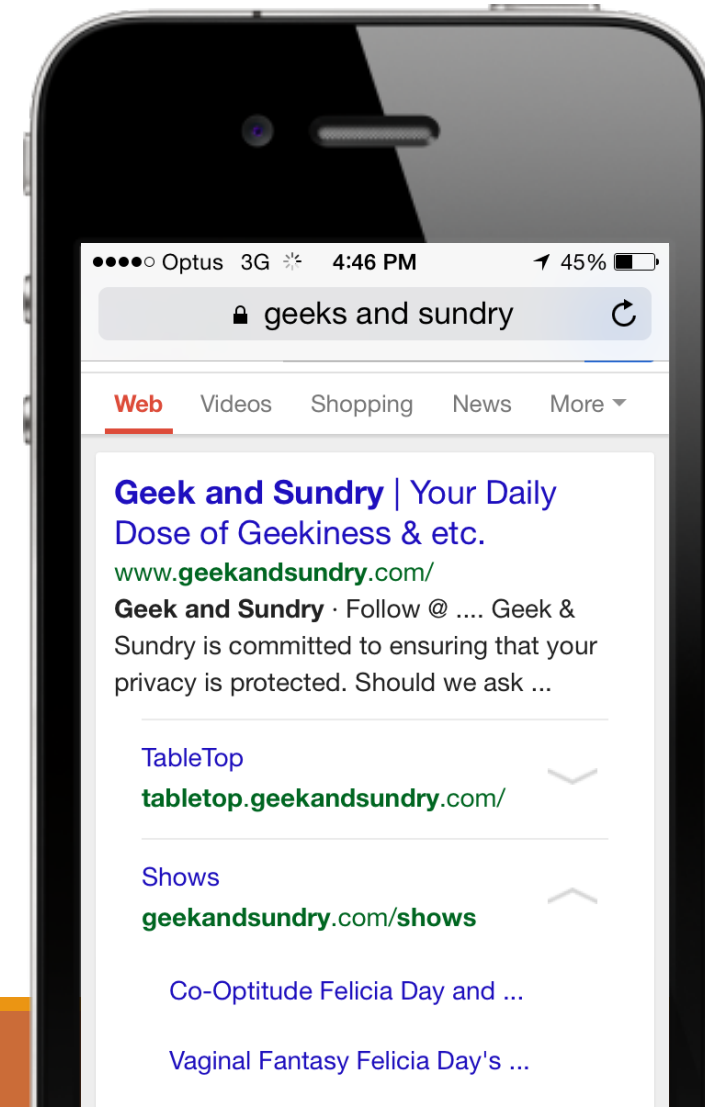 ●●●●○ Optus 3G 4:46 PM 45%
geeks and sundry
Web Videos Shopping News More
Geek and Sundry | Your Daily
Dose of Geekiness & etc.
www.geekandsundry.com/
Geek and Sundry · Follow @ .... Geek &
Sundry is committed to ensuring that your
privacy is protected. Should we ask ...
TableTop
tabletop.geekandsundry.com/
Shows
geekandsundry.com/shows
Co-Optitude Felicia Day and ...
Vaginal Fantasy Felicia Day's ...